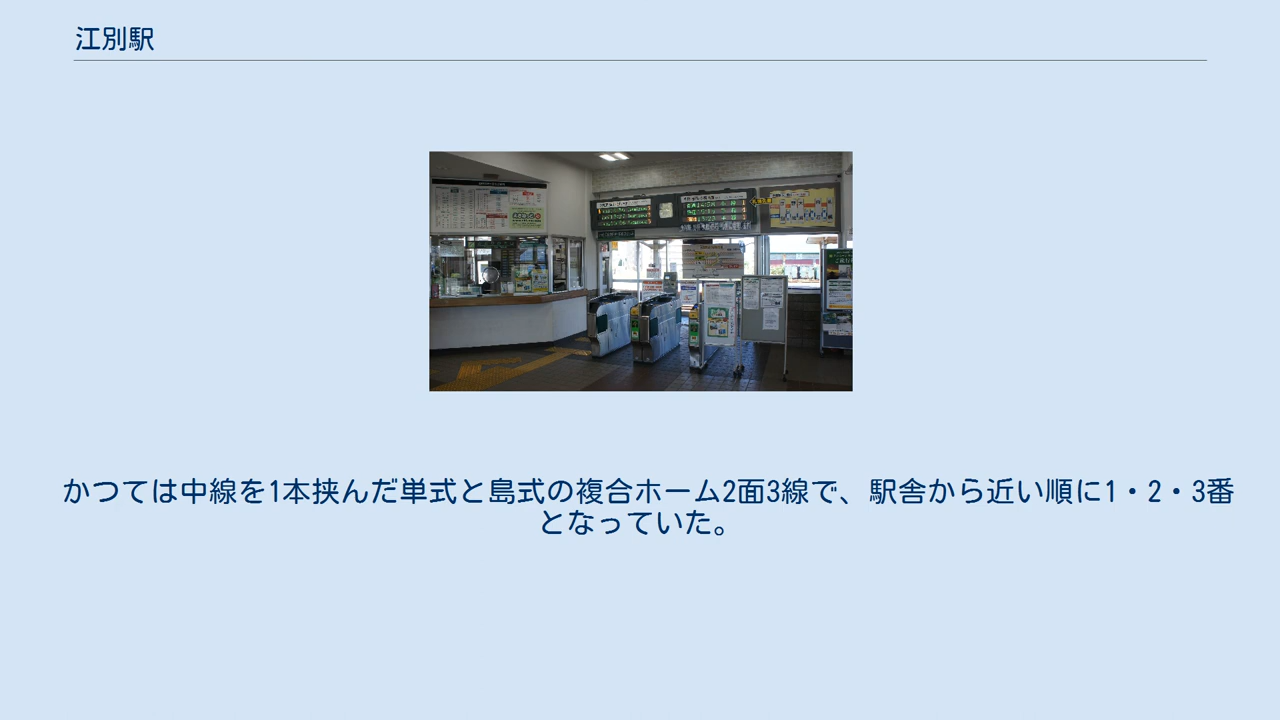 江別駅
かつては中線を1本挟んだ単式と島式の複合ホーム2面3線で、駅舎から近い順に1・2・3番
となっていた。